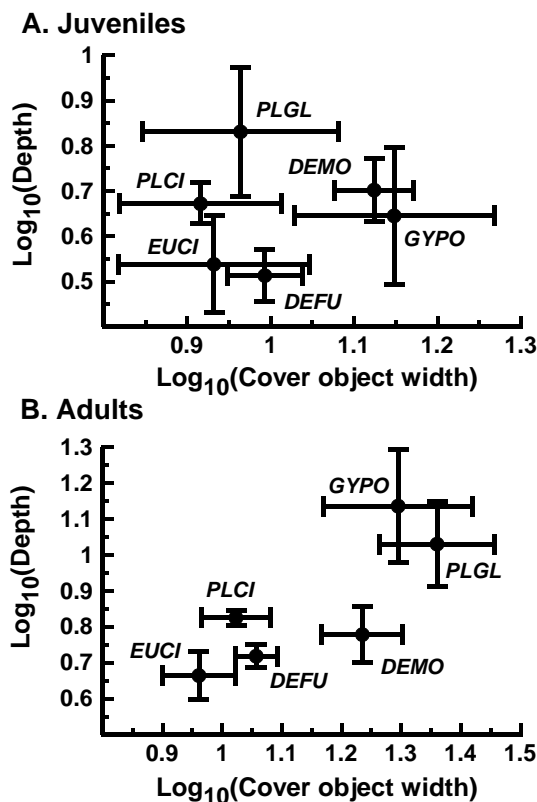 A. Juveniles
Log10(Depth)
1
0.9
0.8
0.7
0.6
0.5
PLGL
PLCI
DEMO
EUCI
GYPO
DEFU
0.9 1 1.1 1.2 1.3
Log10(Cover object width)
B. Adults
Log10(Depth)
1.3
1.2
1.1
1
0.9
0.8
0.7
0.6
GYPO
PLGL
PLCI
EUCI
DEFU
DEMO
0.9 1 1.1 1.2 1.3 1.4 1.5
Log10(Cover object width)